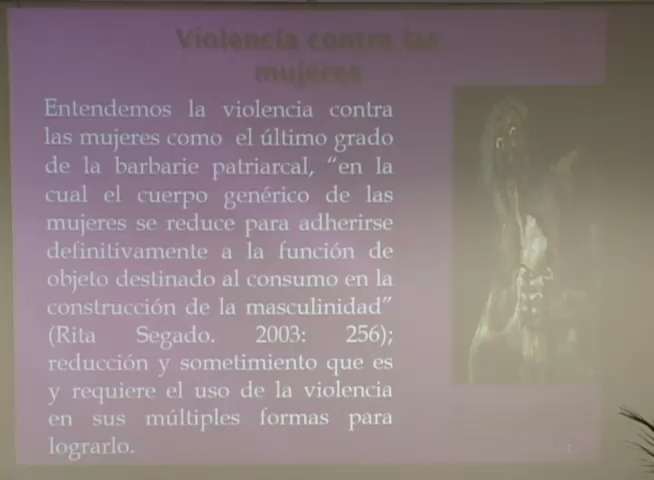 Violencia contra las
mujeres
Entendemos la violencia contra
las mujeres como el último grado
de la barbarie patriarcal, “en la
cual el cuerpo genérico de las
mujeres se reduce para adherirse
definitivamente a la función de
objeto destinado al consumo en la
construcción de la masculinidad”
(Rita Segado. 2003: 256);
reducción y sometimiento que es
y requiere el uso de la violencia
en sus múltiples formas para
lograrlo.